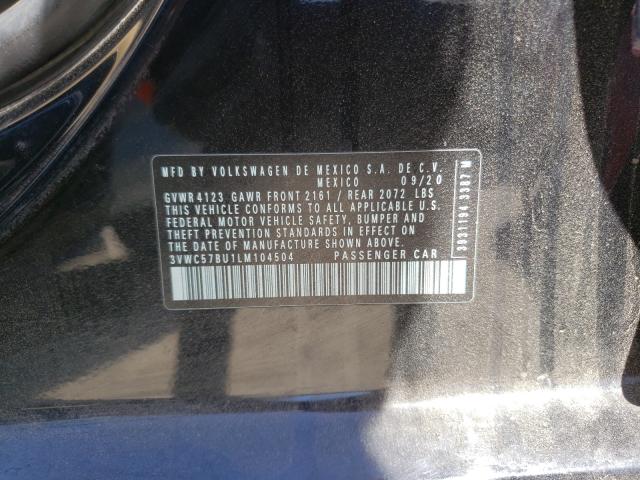 MFD BY VOLKSWAGEN DE MEXICO S.A. DE C.V.
MEXICO 09/20
GVWR 4123 GAWR FRONT 2161 / REAR 2072 LBS
THIS VEHICLE CONFORMS TO ALL APPLICABLE U.S.
FEDERAL MOTOR VEHICLE SAFETY, BUMPER AND
THEFT PREVENTION STANDARDS IN EFFECT ON
THE DATE OF MANUFACTURE SHOWN ABOVE.
3VWC57BU1LM104504 PASSENGER CAR